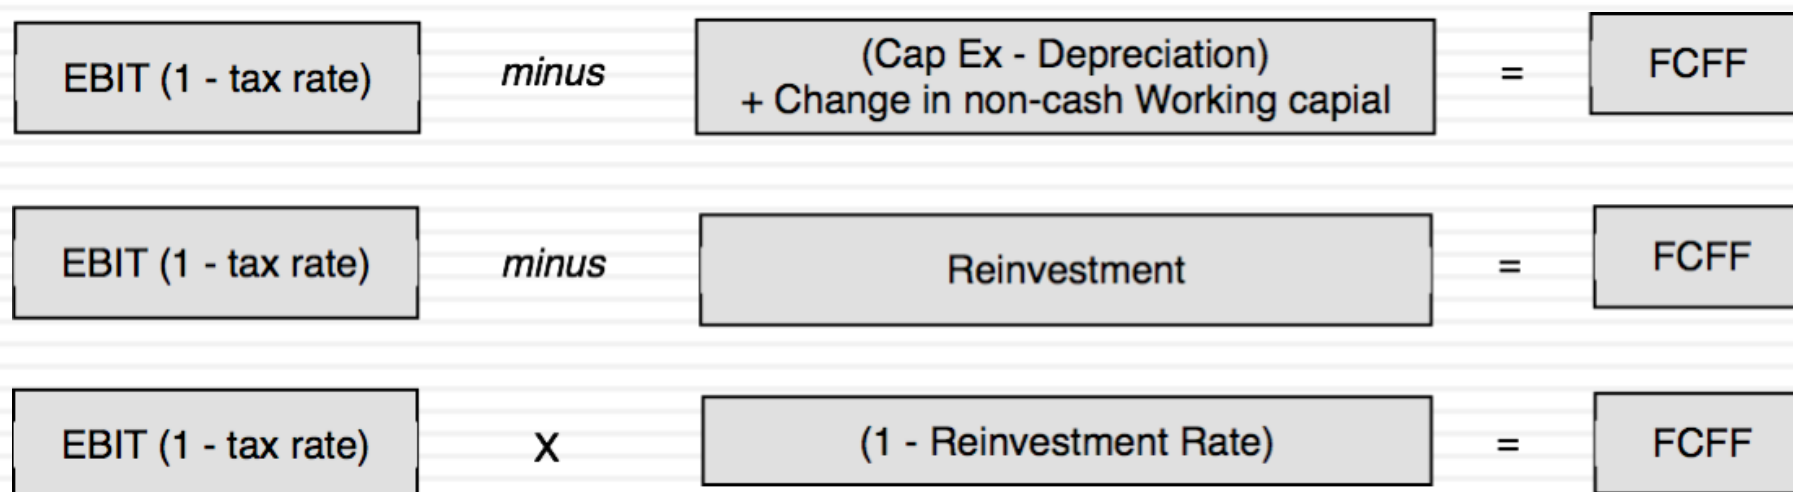 EBIT (1 - tax rate) minus (Cap Ex - Depreciation) = FCFF
+ Change in non-cash Working capial
EBIT (1 - tax rate) minus Reinvestment = FCFF
EBIT (1 - tax rate) X (1 - Reinvestment Rate) = FCFF